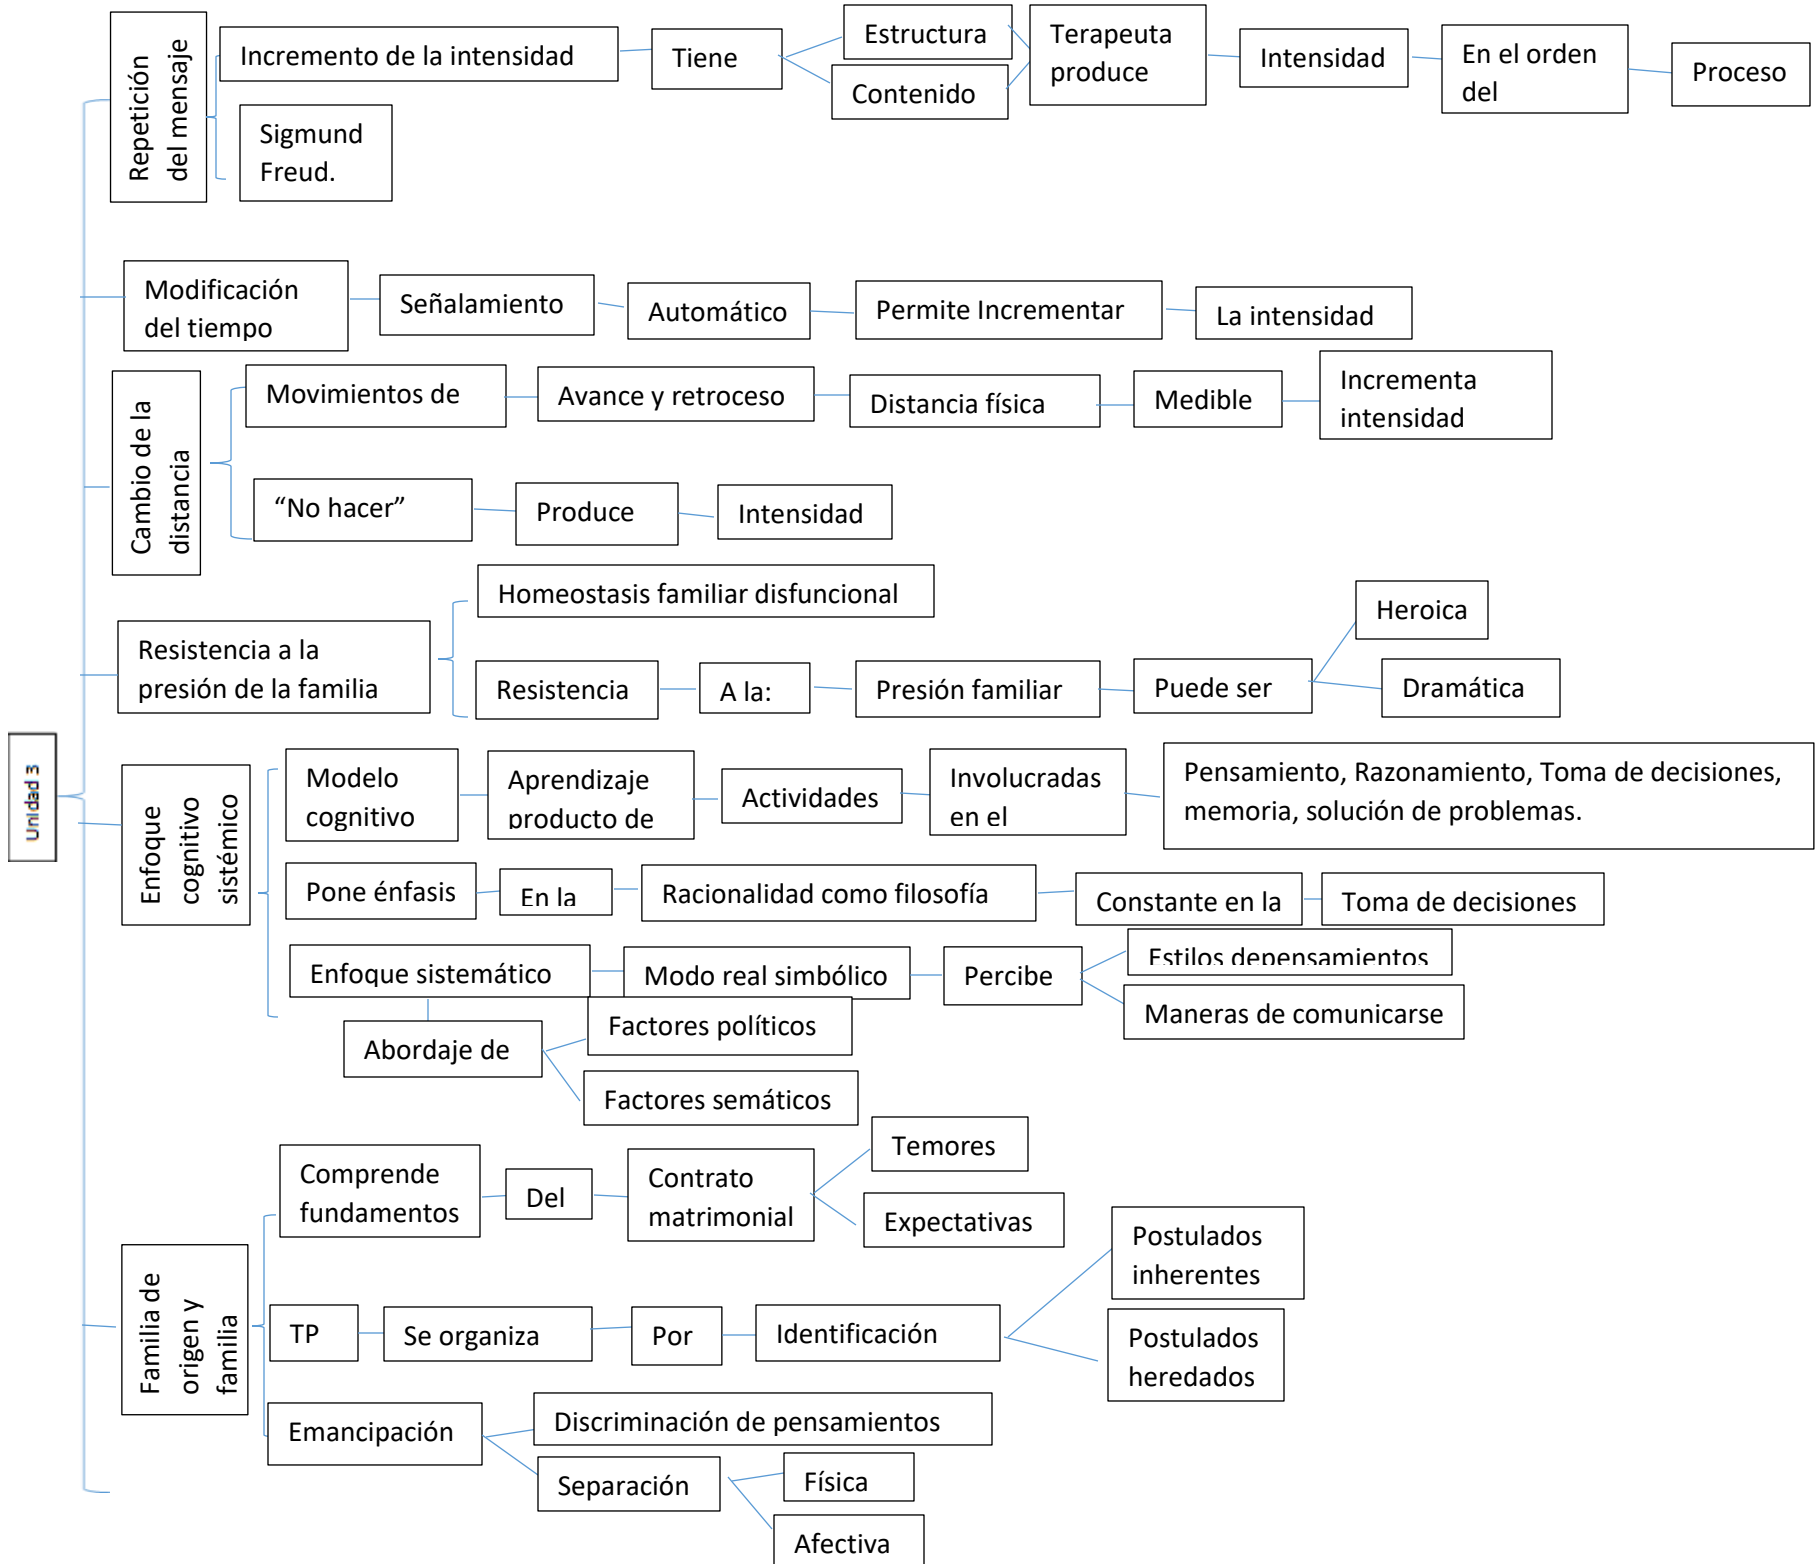 Unidad 3
Repetición
del mensaje
Incremento de la intensidad
Tiene
Estructura
Contenido
Terapeuta
produce
Intensidad
En el orden
del
Proceso
Sigmund
Freud.
Modificación
del tiempo
Señalamiento
Automático
Permite Incrementar
La intensidad
Cambio de la
distancia
Movimientos de
Avance y retroceso
Distancia física
Medible
Incrementa
intensidad
“No hacer”
Produce
Intensidad
Resistencia a la
presión de la familia
Homeostasis familiar disfuncional
Resistencia
A la:
Presión familiar
Puede ser
Heroica
Dramática
Enfoque
cognitivo
sistémico
Modelo
cognitivo
Aprendizaje
producto de
Actividades
Involucradas
en el
Pensamiento, Razonamiento, Toma de decisiones,
memoria, solución de problemas.
Pone énfasis
En la
Racionalidad como filosofía
Constante en la
Toma de decisiones
Enfoque sistemático
Modo real simbólico
Percibe
Estilos depensamientos
Maneras de comunicarse
Abordaje de
Factores políticos
Factores semáticos
Familia de
origen y
familia
Comprende
fundamentos
Del
Contrato
matrimonial
Temores
Expectativas
TP
Se organiza
Por
Identificación
Postulados
inherentes
Postulados
heredados
Emancipación
Discriminación de pensamientos
Separación
Física
Afectiva